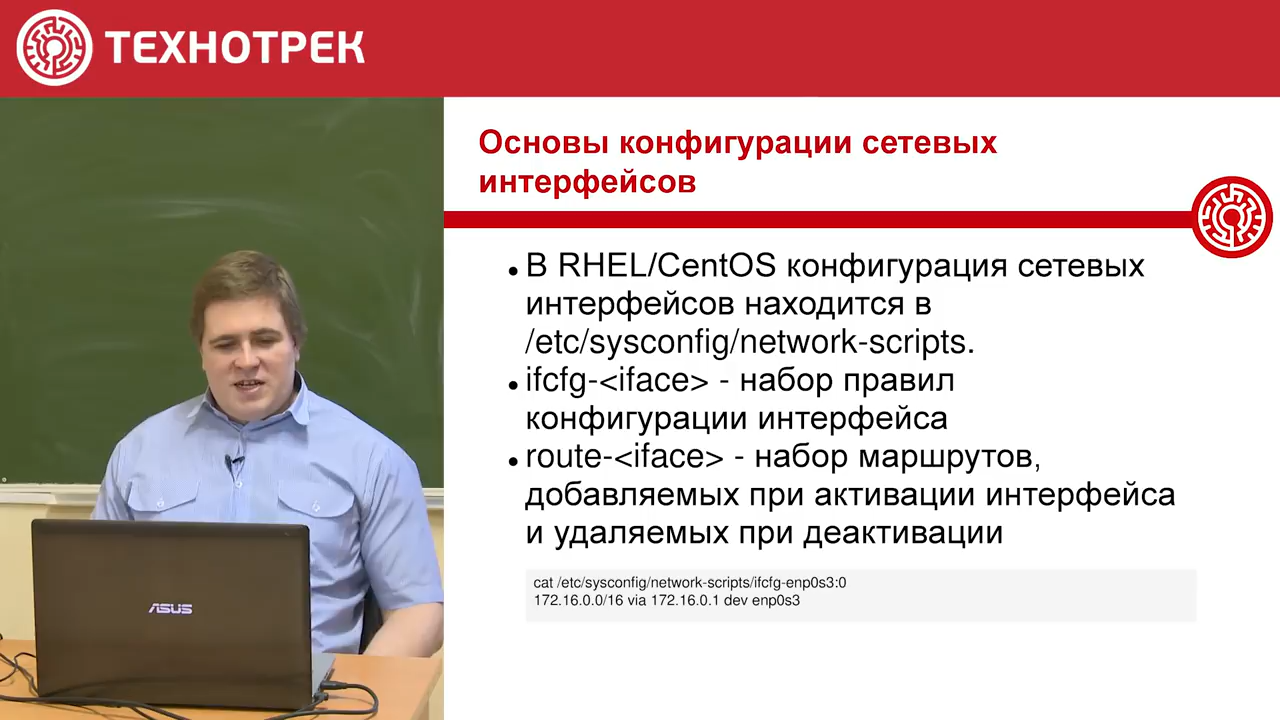 ТЕХНОТРЕК
Основы конфигурации сетевых
интерфейсов
В RHEL/CentOS конфигурация сетевых
интерфейсов находится в
/etc/sysconfig/network-scripts.
ifcfg-<iface> - набор правил
конфигурации интерфейса
route-<iface> - набор маршрутов,
добавляемых при активации интерфейса
и удаляемых при деактивации
cat /etc/sysconfig/network-scripts/ifcfg-enp0s3:0
172.16.0.0/16 via 172.16.0.1 dev enp0s3
ASUS